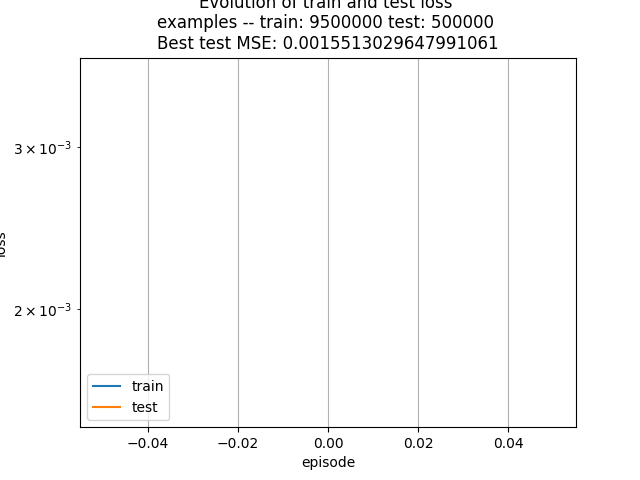 Evolution of train and test loss
examples -- train: 9500000 test: 500000
Best test MSE: 0.0015513029647991061
3 × 10⁻³
loss
2 × 10⁻³
train
test
−0.04 −0.02 0.00 0.02 0.04
episode